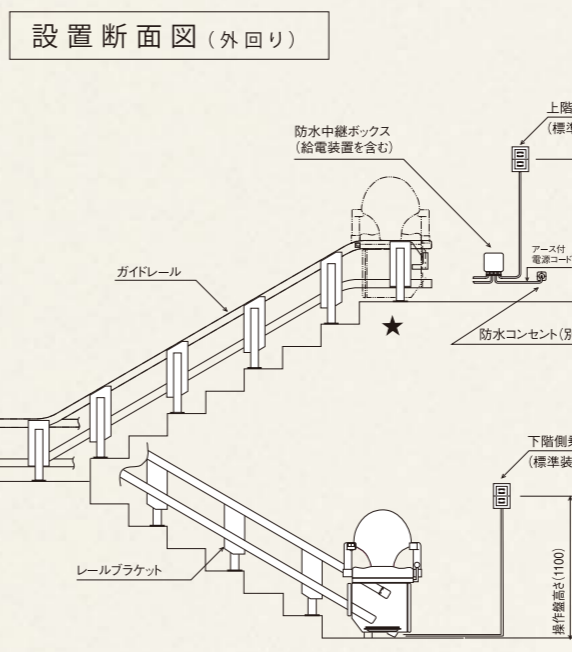 設置断面図(外回り)
上階
(標準
防水中継ボックス
(給電装置を含む)
アース付
電源コード
ガイドレール
★
防水コンセント(別
下階側
(標準装
レールブラケット
操作盤高さ(1100)